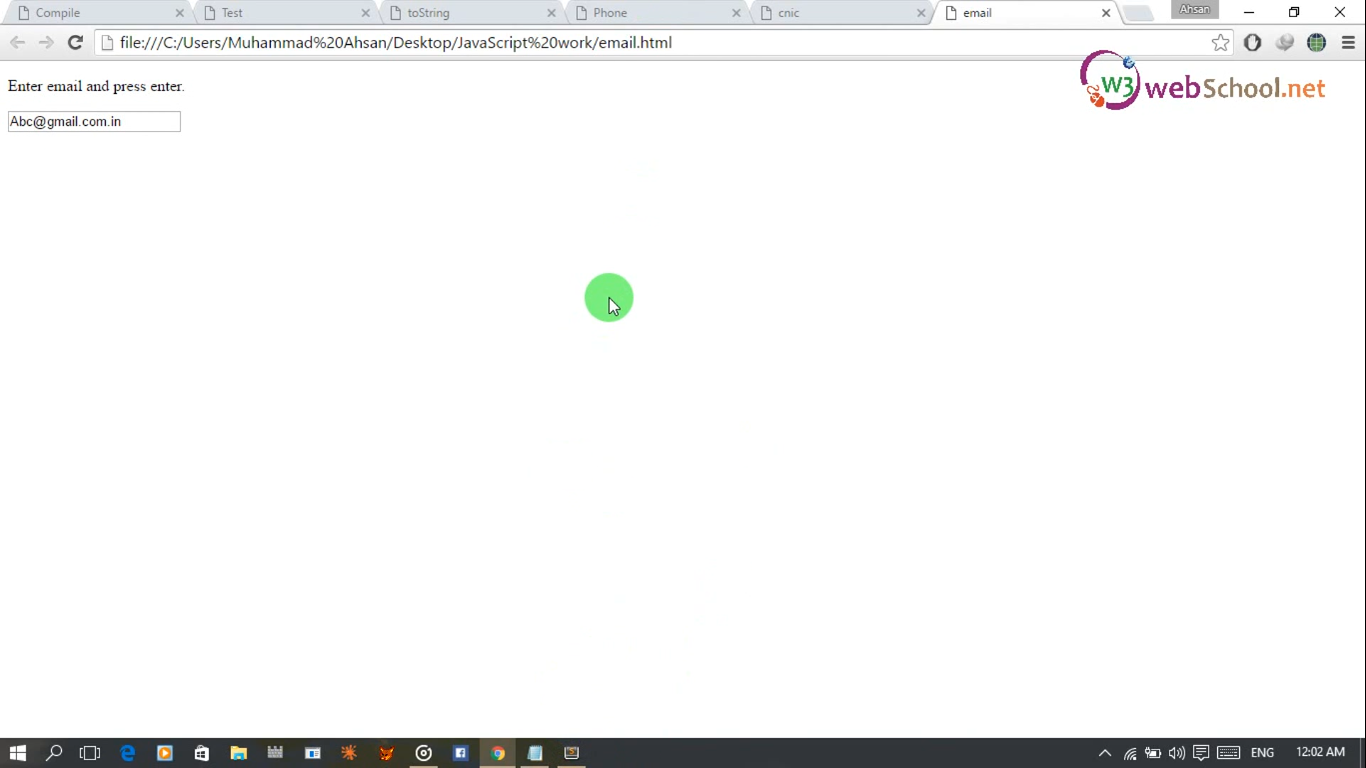 Compile
Test
toString
Phone
cnic
email
Ahsan
file:///C:/Users/Muhammad%20Ahsan/Desktop/JavaScript%20work/email.html
W3 webSchool.net
Enter email and press enter.
Abc@gmail.com.in
ENG
12:02 AM